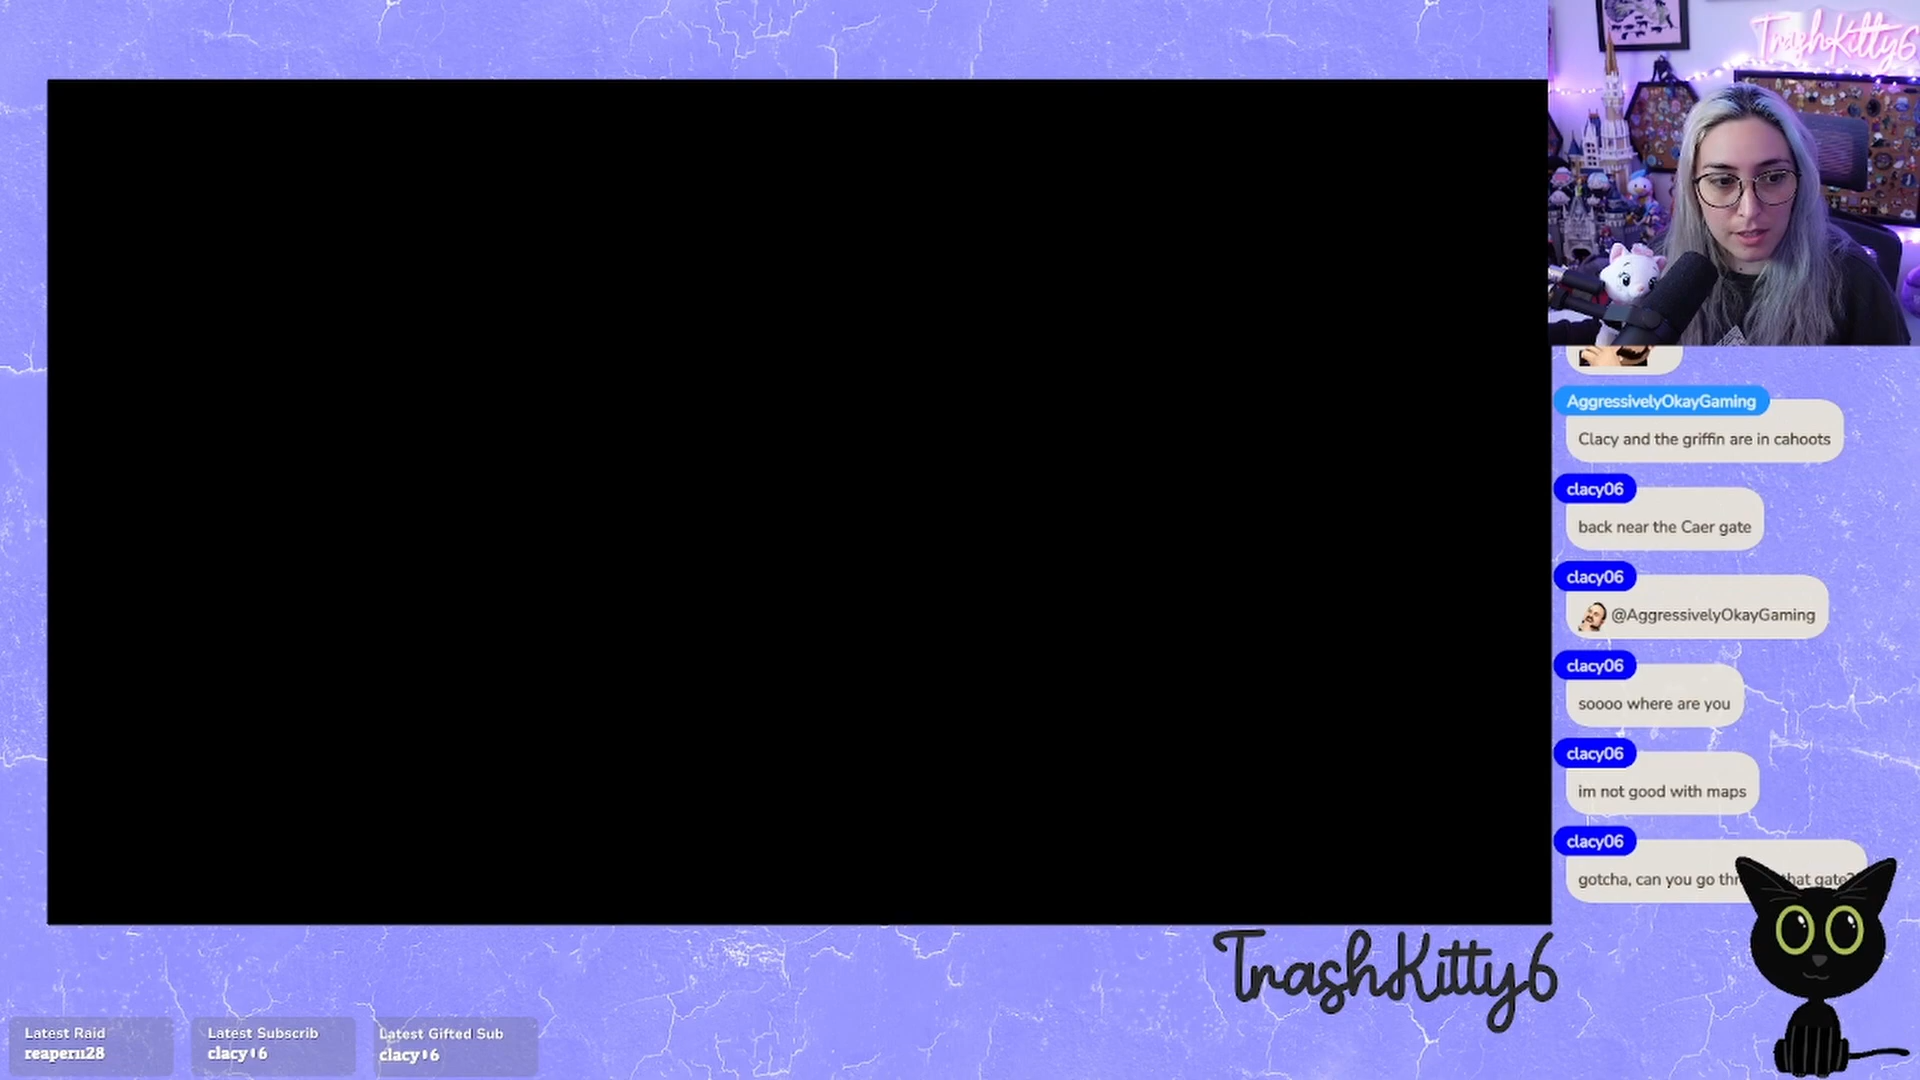 TrashKitty6
AggressivelyOkayGaming
Clacy and the griffin are in cahoots
clacy06
back near the Caer gate
clacy06
@AggressivelyOkayGaming
clacy06
soooo where are you
clacy06
im not good with maps
clacy06
gotcha, can you go that gate?
TrashKitty6
Latest Raid
reaper1128
Latest Subscrib
clacy06
Latest Gifted Sub
clacy06